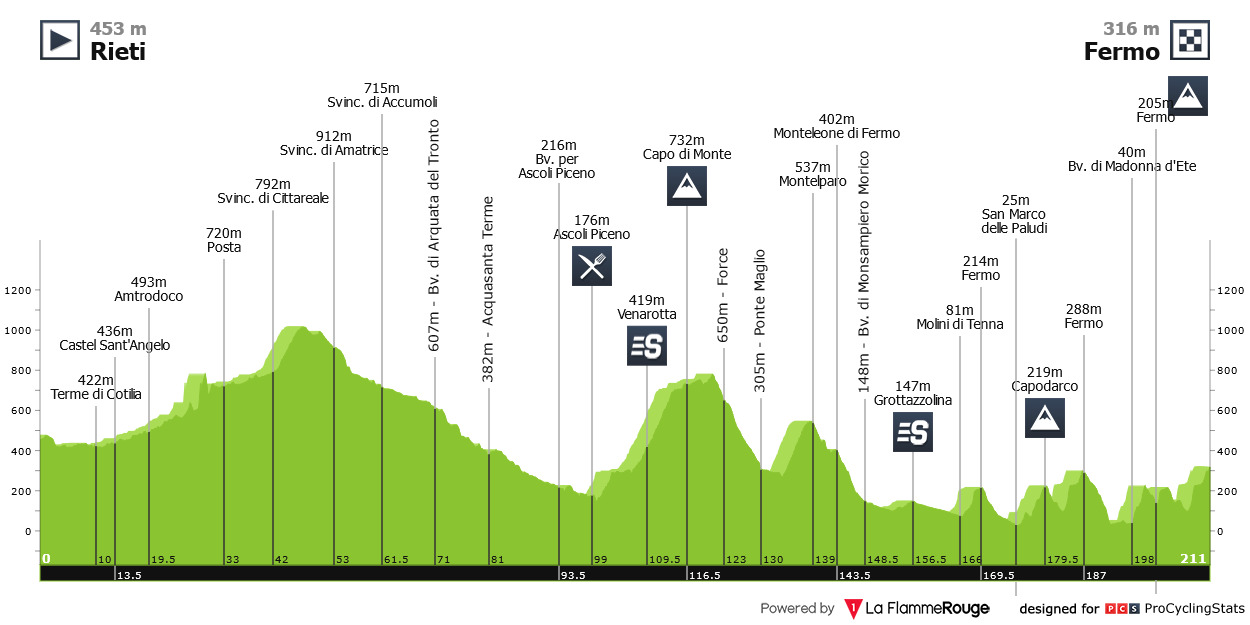 453 m
Rieti
316 m
Fermo
715m
Svinc. di Accumoli
912m
Svinc. di Amatrice
792m
Svinc. di Cittareale
720m
Posta
493m
Amtrodoco
436m
Castel Sant'Angelo
422m
Terme di Cotilia
607m - Bv. di Arquata del Tronto
382m - Acquasanta Terme
216m
Bv. per
Ascoli Piceno
176m
Ascoli Piceno
419m
Venarotta
S
732m
Capo di Monte
650m - Force
305m - Ponte Maglio
402m
Monteleone di Fermo
537m
Montelparo
148m - Bv. di Monsampiero Morico
147m
Grottazzolina
S
81m
Molini di Tenna
214m
Fermo
25m
San Marco
delle Paludi
219m
Capodarco
288m
Fermo
40m
Bv. di Madonna d'Ete
205m
Fermo
1200
1000
800
600
400
200
0
1200
1000
800
600
400
200
0
0 10 19.5 33 42 53 61.5 71 81 99 109.5 123 130 139 148.5 156.5 166 179.5 198 211
13.5 93.5 116.5 143.5 169.5 187
Powered by La FlammeRouge designed for PCS ProCyclingStats